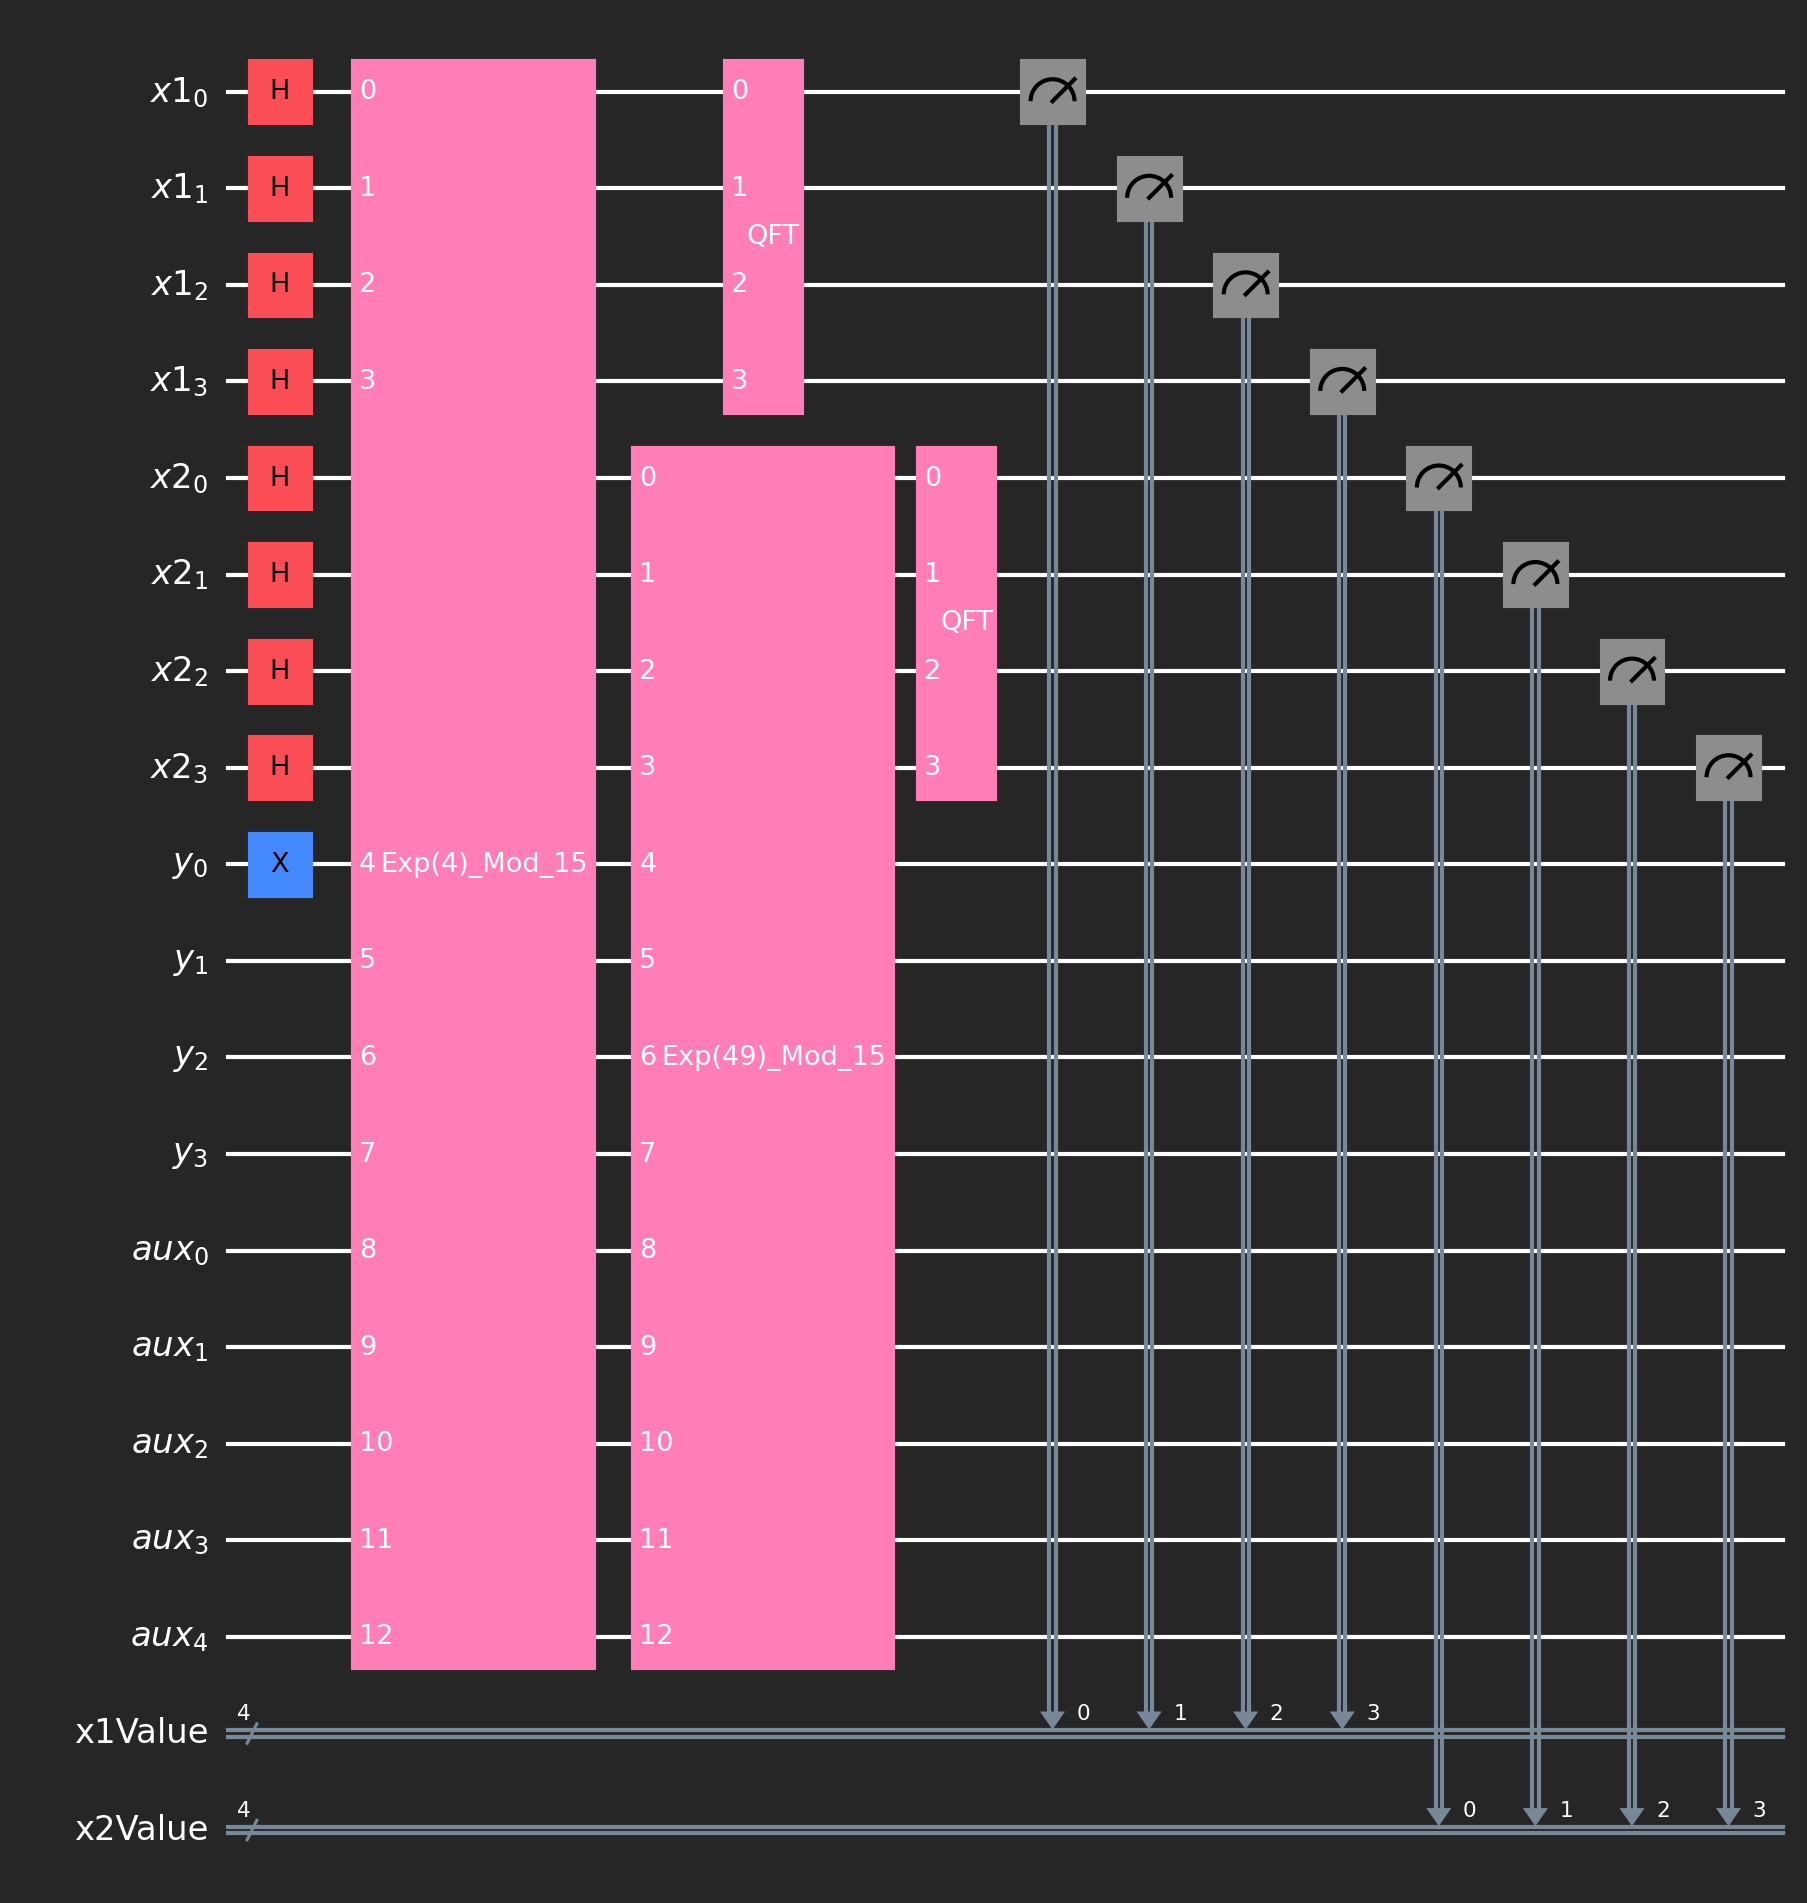 x1₀ H 0 0
x1₁ H 1 1
QFT
x1₂ H 2 2
x1₃ H 3 3
x2₀ H 0 0
x2₁ H 1 1
QFT
x2₂ H 2 2
x2₃ H 3 3
y₀ X 4 Exp(4)_Mod_15 4
y₁ 5 5
y₂ 6 6 Exp(49)_Mod_15
y₃ 7 7
aux₀ 8 8
aux₁ 9 9
aux₂ 10 10
aux₃ 11 11
aux₄ 12 12
4 0 1 2 3
x1Value
4 0 1 2 3
x2Value